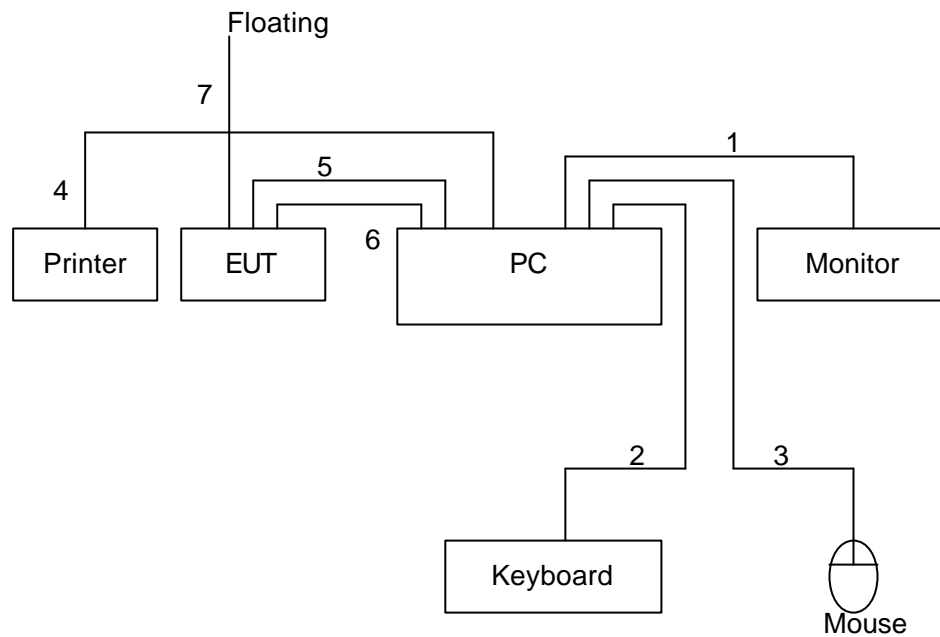 Floating
7
1
5
4
6
Printer
EUT
PC
Monitor
2
3
Keyboard
Mouse